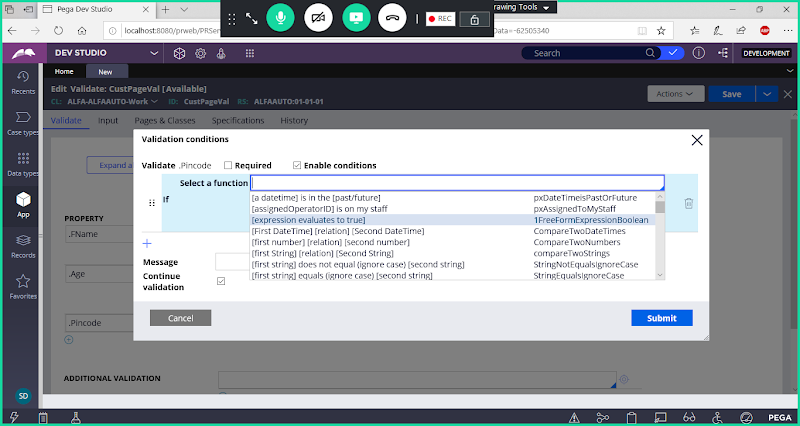 Pega Dev Studio
rawing Tools
REC
localhost:8080/prweb/PRSer
Data=-62505340
DEV STUDIO
Search
DEVELOPMENT
Home
New
Recents
Case types
Data types
App
Records
Favorites
SD
Edit Validate: CustPageVal [Available]
CL: ALFA-ALFAAUTO-Work ID: CustPageVal RS: ALFAAUTO:01-01-01
Actions
Save
Validate
Input
Pages & Classes
Specifications
History
Expand a
PROPERTY
.FName
.Age
.Pincode
ADDITIONAL VALIDATION
Validation conditions
Validate .Pincode Required Enable conditions
Select a function
If
[a datetime] is in the [past/future] pxDateTimeisPastOrFuture
[assignedOperatorID] is on my staff pxAssignedToMyStaff
[expression evaluates to true] 1FreeFormExpressionBoolean
[First DateTime] [relation] [Second DateTime] CompareTwoDateTimes
[first number] [relation] [second number] CompareTwoNumbers
[first String] [relation] [Second String] compareTwoStrings
[first string] does not equal (ignore case) [second string] StringNotEqualsIgnoreCase
[first string] equals (ignore case) [second string] StringEqualsIgnoreCase
Message
Continue
validation
Cancel
Submit
PEGA